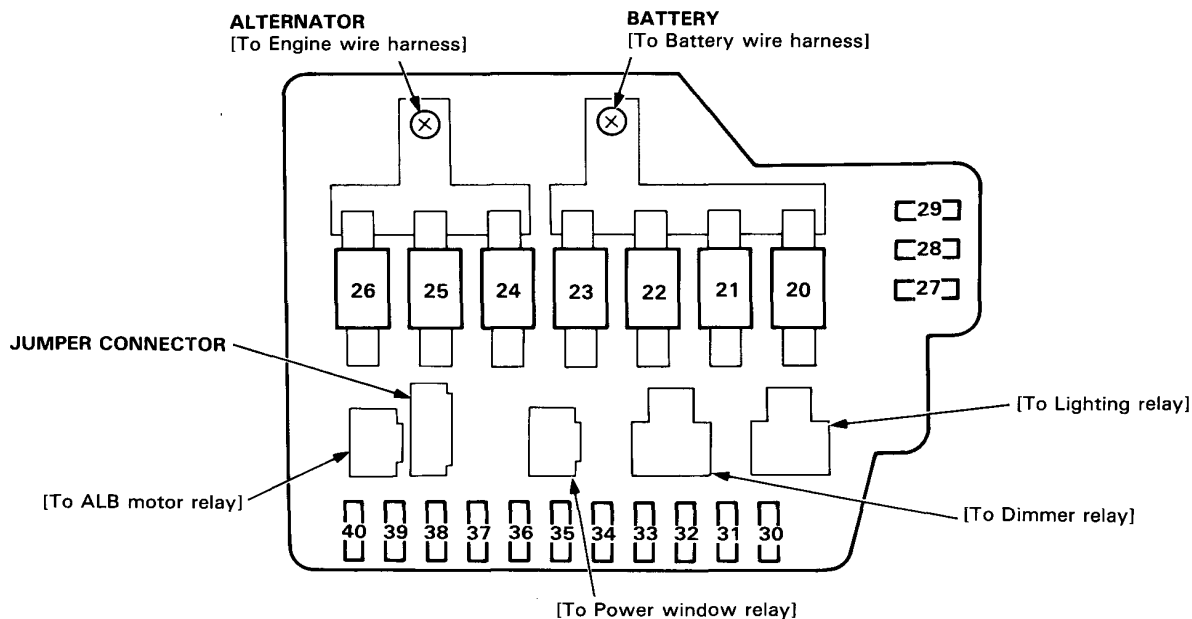 ALTERNATOR
[To Engine wire harness]
BATTERY
[To Battery wire harness]
29
28
27
26 25 24 23 22 21 20
JUMPER CONNECTOR
[To Lighting relay]
[To ALB motor relay]
[To Dimmer relay]
40 39 38 37 36 35 34 33 32 31 30
[To Power window relay]